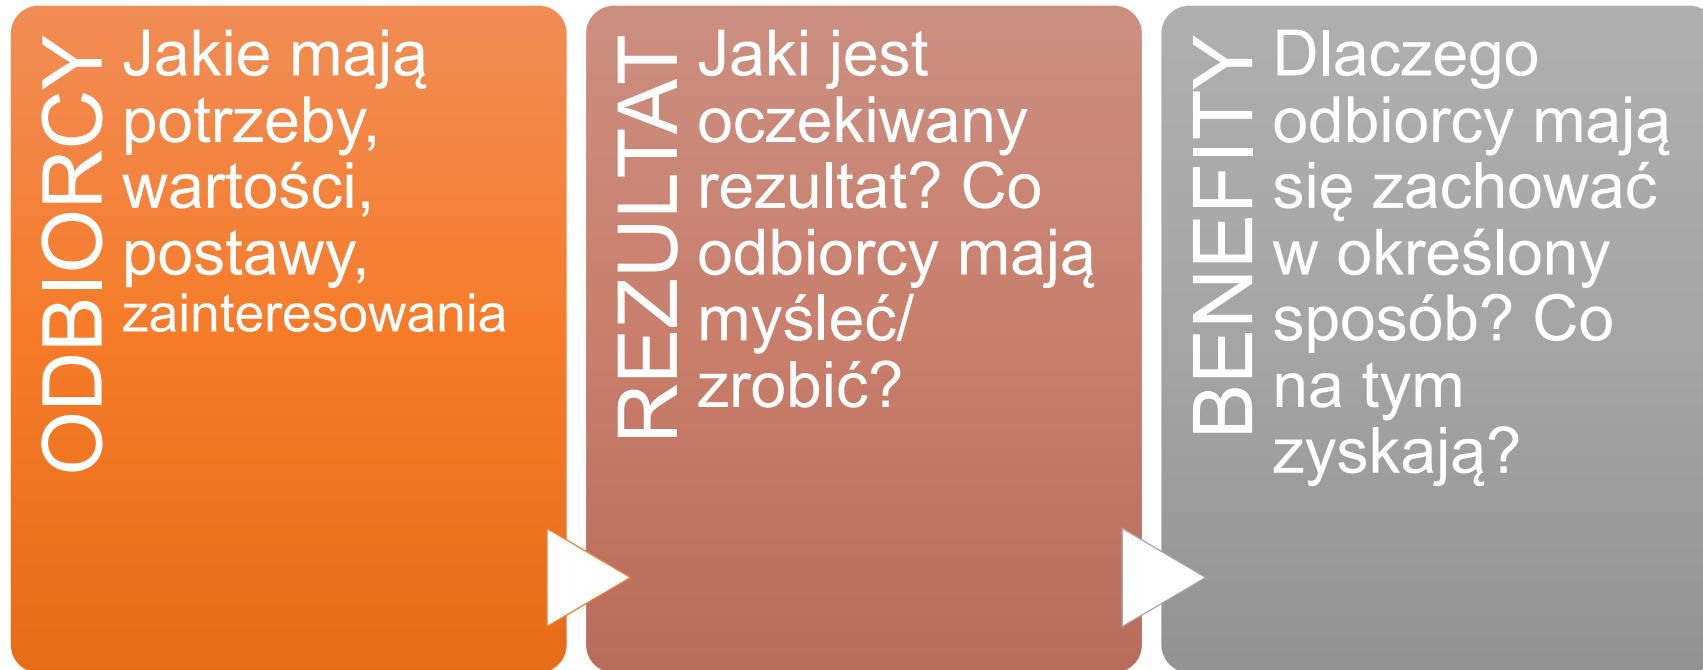 ODBIORCY
Jakie mają
potrzeby,
wartości,
postawy,
zainteresowania
REZULTAT
Jaki jest
oczekiwany
rezultat? Co
odbiorcy mają
myśleć/
zrobić?
BENEFITY
Dlaczego
odbiorcy mają
się zachować
w określony
sposób? Co
na tym
zyskają?